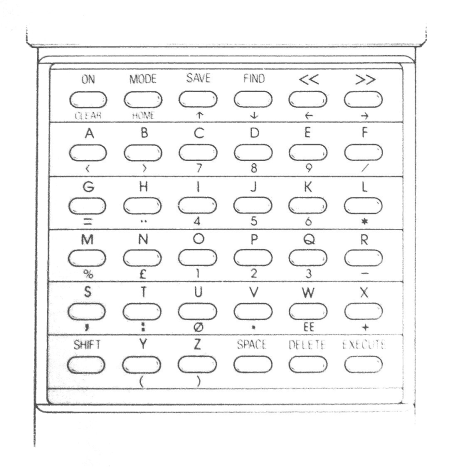 ON MODE SAVE FIND << >>
CLEAR HOME ↑ ↓ ← →
A B C D E F
< > 7 8 9 /
G H I J K L
= " 4 5 6 *
M N O P Q R
% £ 1 2 3 −
S T U V W X
; : Ø . EE +
SHIFT Y Z SPACE DELETE EXECUTE
( )